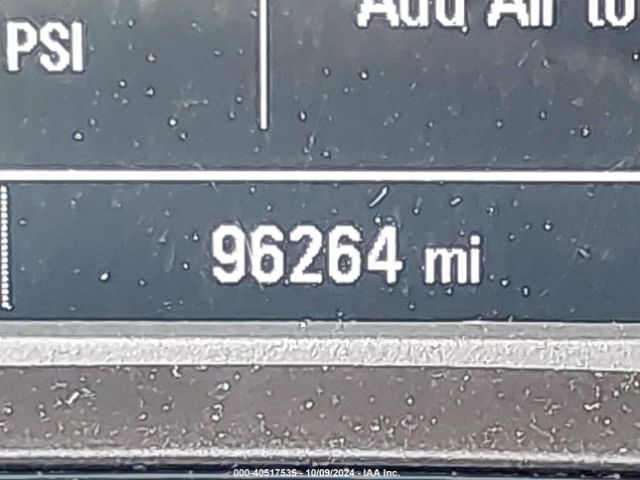 PSI
Add Air to
96264 mi
000-40517535 - 10/09/2024 - IAA Inc.